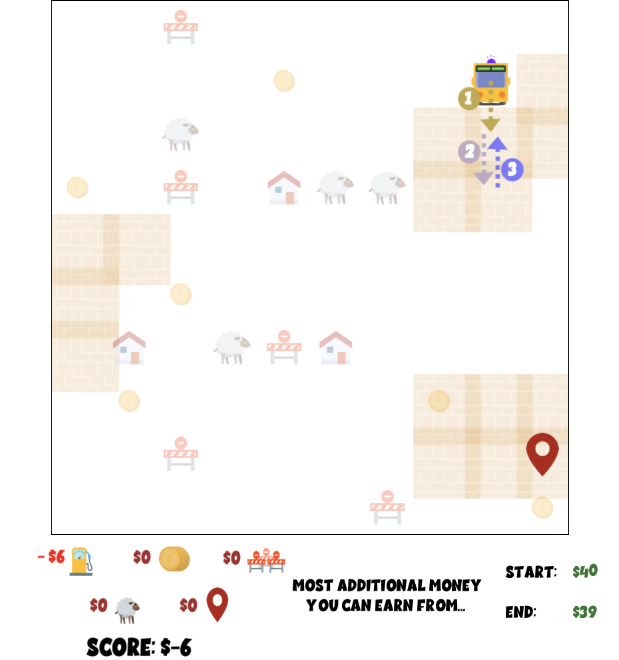 1
2
3
- $6
$0
$0
$0
$0
SCORE: $-6
MOST ADDITIONAL MONEY
YOU CAN EARN FROM...
START: $40
END: $39